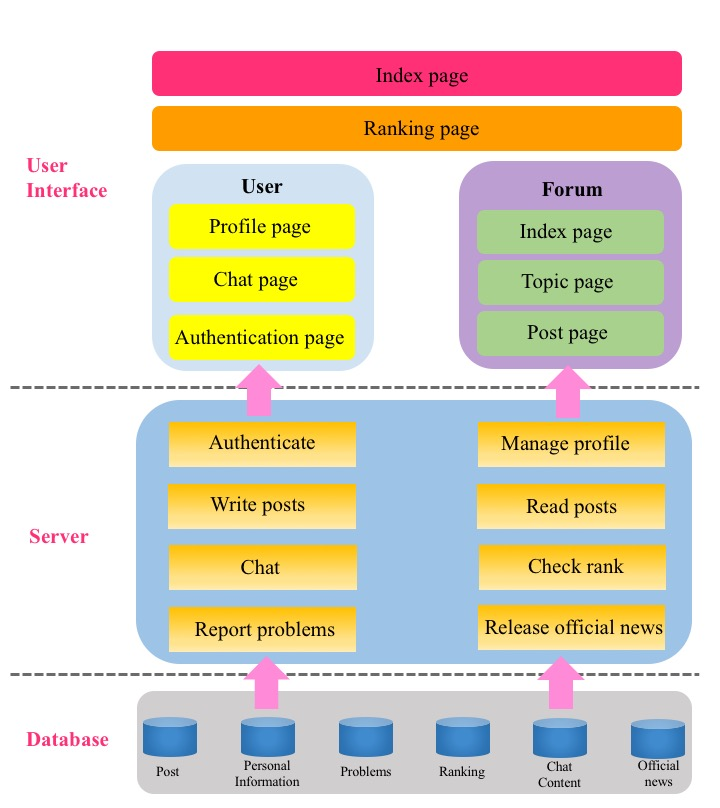 Index page
Ranking page
User
Interface
User
Profile page
Chat page
Authentication page
Forum
Index page
Topic page
Post page
Server
Authenticate
Manage profile
Write posts
Read posts
Chat
Check rank
Report problems
Release official news
Database
Post
Personal
Information
Problems
Ranking
Chat
Content
Official
news